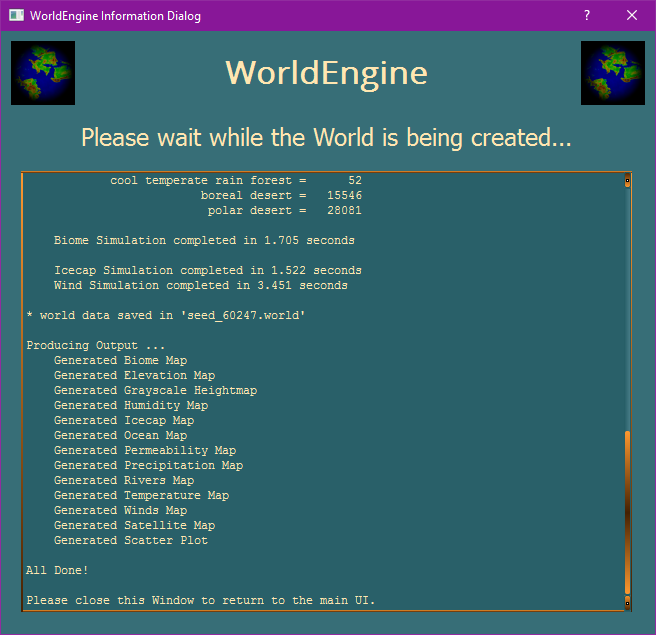 WorldEngine Information Dialog
WorldEngine
Please wait while the World is being created...
cool temperate rain forest = 52
boreal desert = 15546
polar desert = 28081
Biome Simulation completed in 1.705 seconds
Icecap Simulation completed in 1.522 seconds
Wind Simulation completed in 3.451 seconds
* world data saved in 'seed_60247.world'
Producing Output ...
Generated Biome Map
Generated Elevation Map
Generated Grayscale Heightmap
Generated Humidity Map
Generated Icecap Map
Generated Ocean Map
Generated Permeability Map
Generated Precipitation Map
Generated Rivers Map
Generated Temperature Map
Generated Winds Map
Generated Satellite Map
Generated Scatter Plot
All Done!
Please close this Window to return to the main UI.